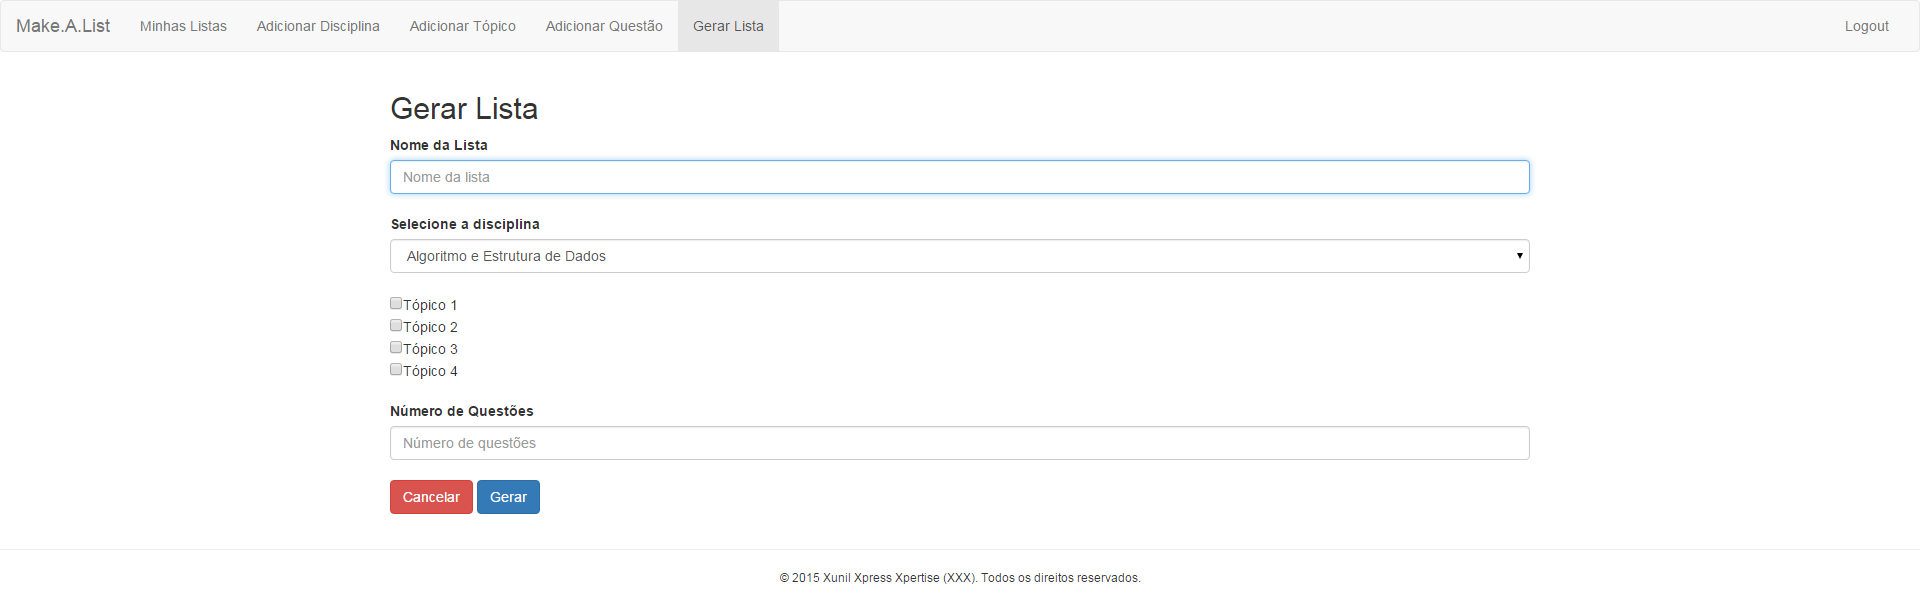 Make.A.List Minhas Listas Adicionar Disciplina Adicionar Tópico Adicionar Questão Gerar Lista Logout
Gerar Lista
Nome da Lista
Nome da lista
Selecione a disciplina
Algoritmo e Estrutura de Dados
Tópico 1
Tópico 2
Tópico 3
Tópico 4
Número de Questões
Número de questões
Cancelar Gerar
© 2015 Xunil Xpress Xpertise (XXX). Todos os direitos reservados.